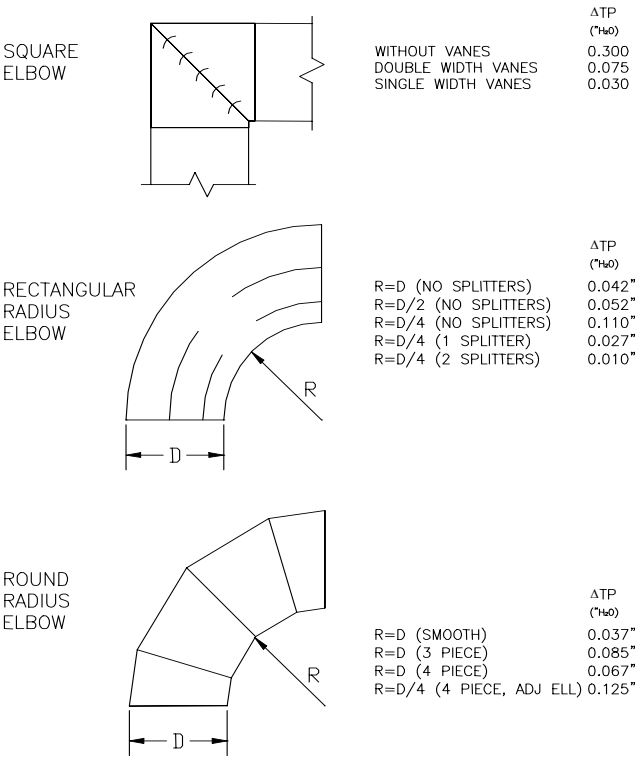 ΔTP
("H₂O)
SQUARE
ELBOW
WITHOUT VANES 0.300
DOUBLE WIDTH VANES 0.075
SINGLE WIDTH VANES 0.030
ΔTP
("H₂O)
RECTANGULAR
RADIUS
ELBOW
R=D (NO SPLITTERS) 0.042"
R=D/2 (NO SPLITTERS) 0.052"
R=D/4 (NO SPLITTERS) 0.110"
R=D/4 (1 SPLITTER) 0.027"
R=D/4 (2 SPLITTERS) 0.010"
R
D
ROUND
RADIUS
ELBOW
ΔTP
("H₂O)
R=D (SMOOTH) 0.037"
R=D (3 PIECE) 0.085"
R=D (4 PIECE) 0.067"
R=D/4 (4 PIECE, ADJ ELL) 0.125"
R
D